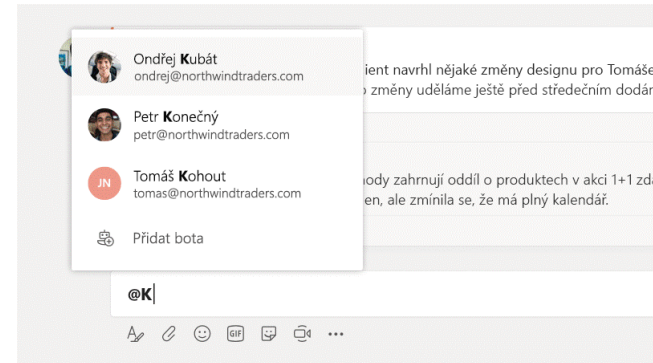 Ondřej Kubát
ondrej@northwindtraders.com
ient navrhl nějaké změny designu pro Tomáše
Petr Konečný
změny uděláme ještě před středečním dodár
petr@northwindtraders.com
Tomáš Kohout
JN
ody zahrnují oddíl o produktech v akci 1+1 zda
tomas@northwindtraders.com
en, ale zmínila se, že má plný kalendář.
Přidat bota
@K
GIF